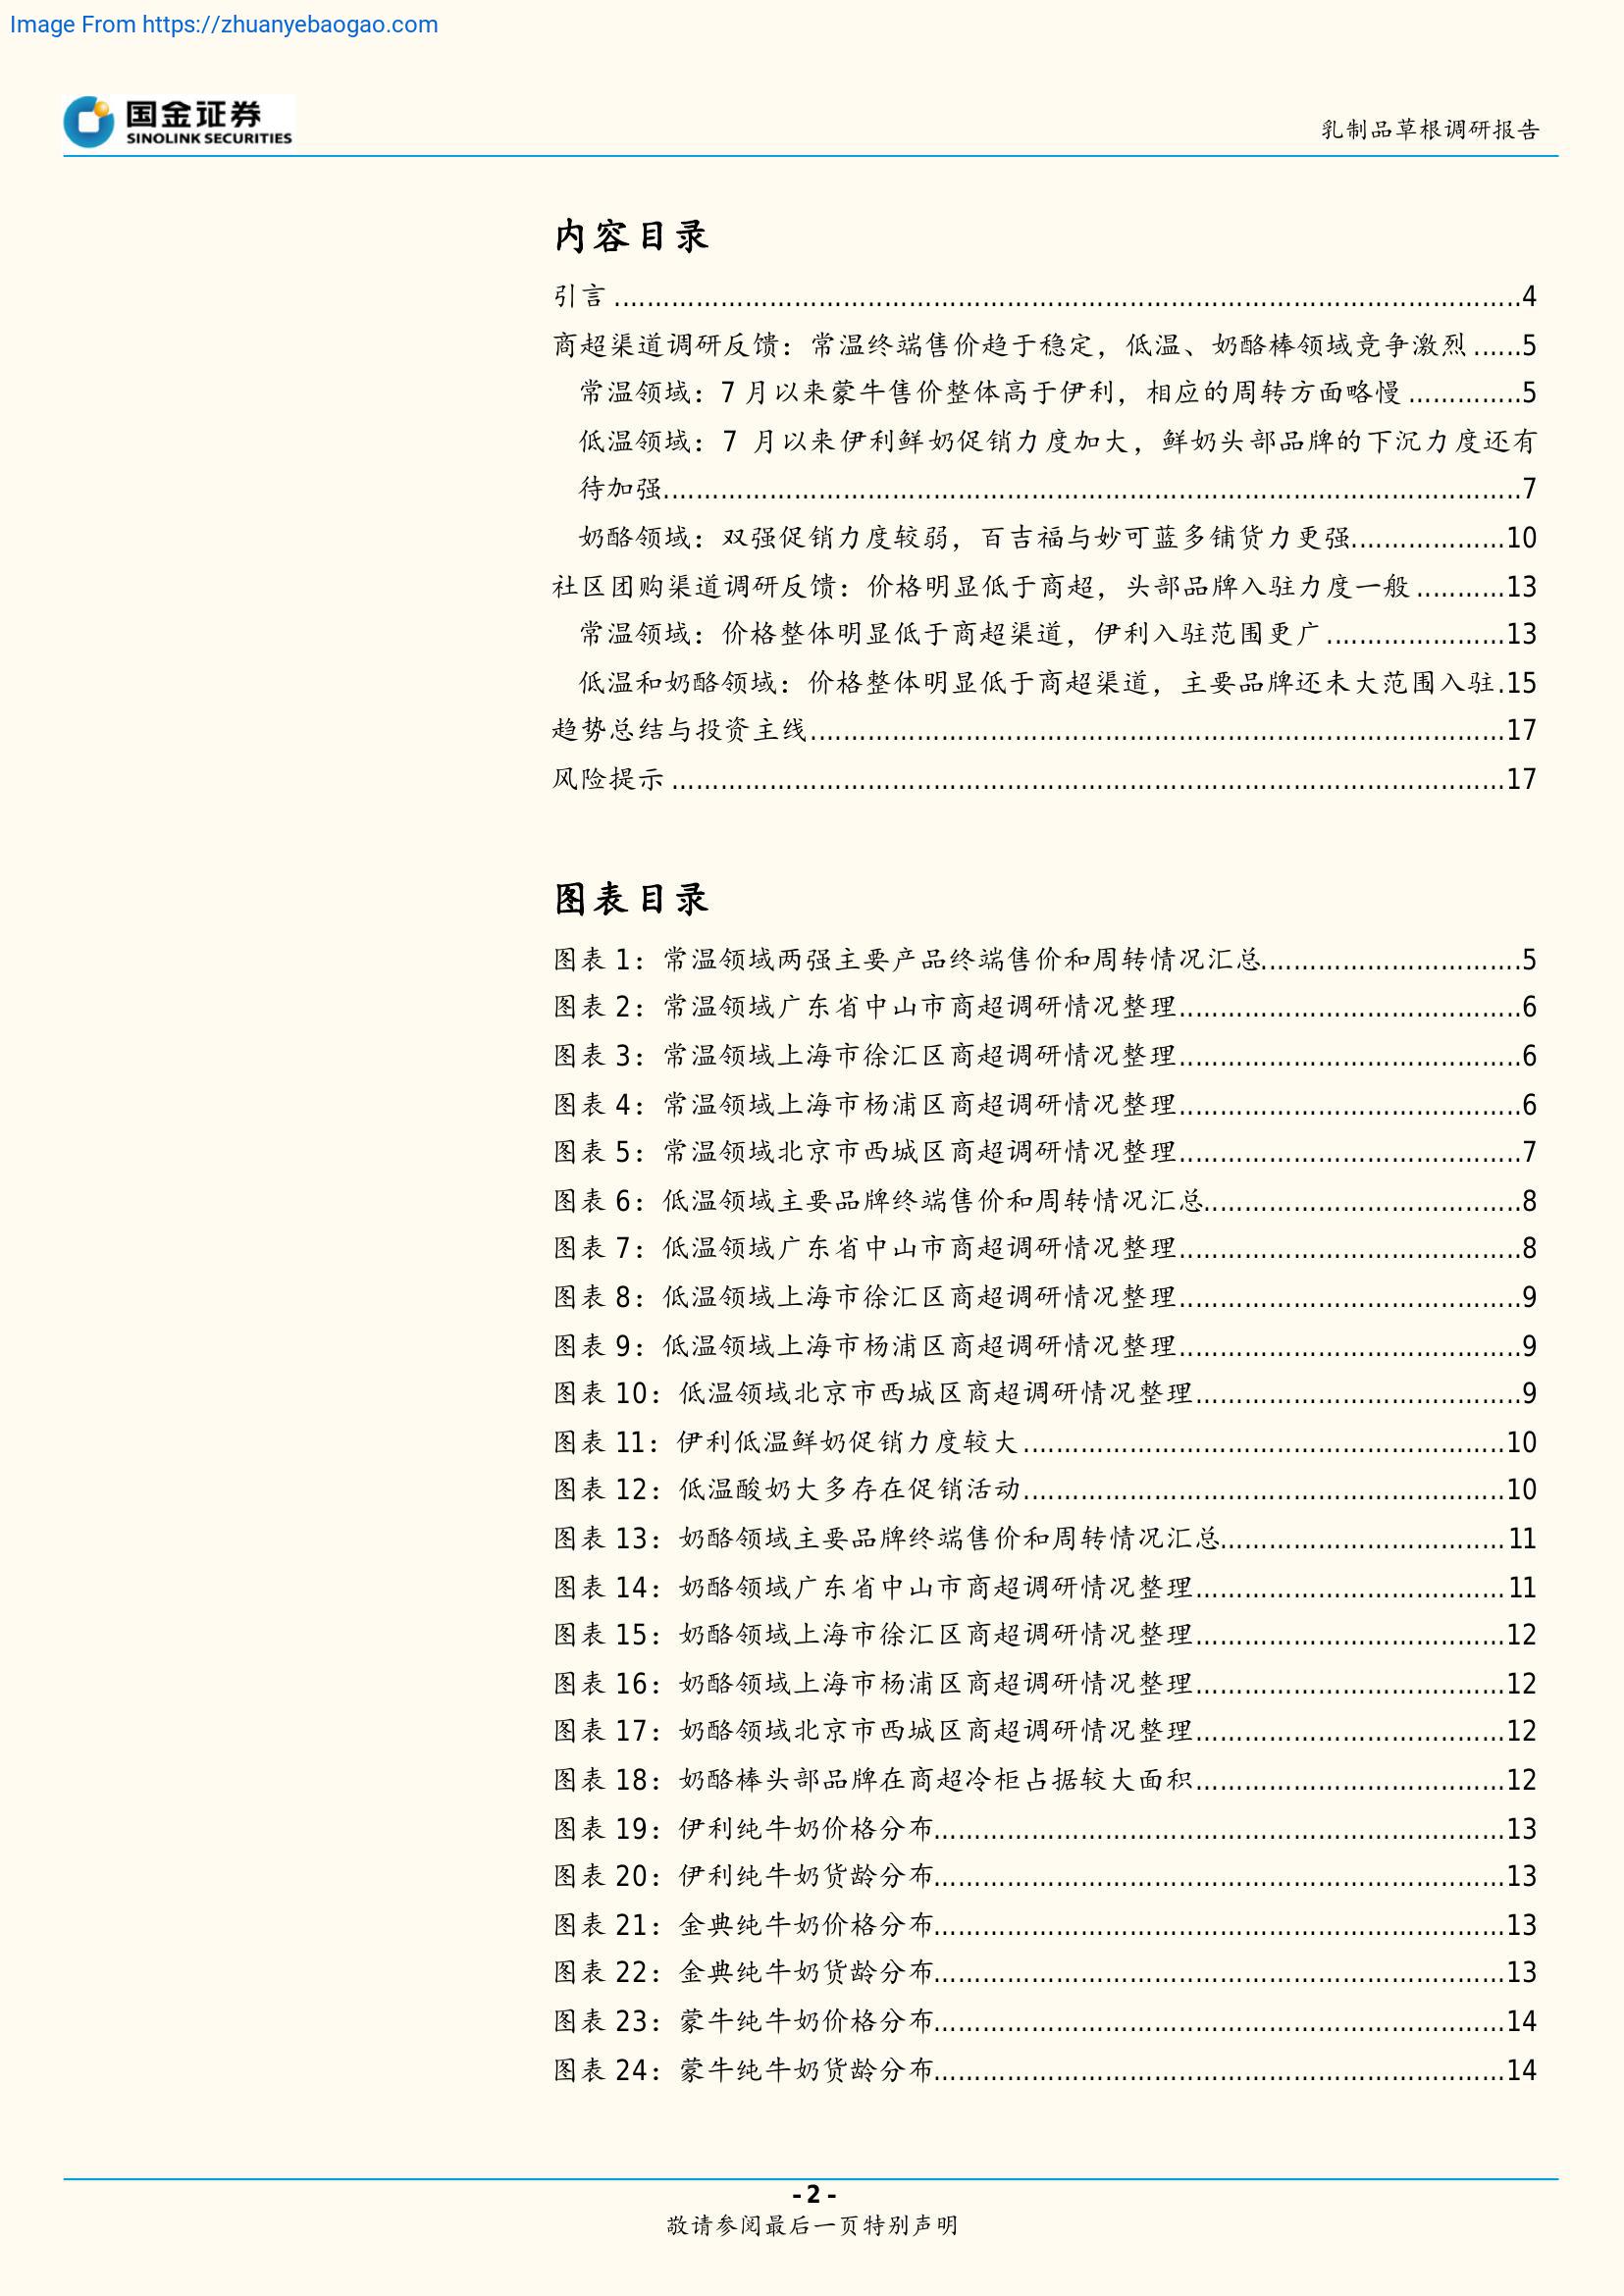 Image From https://zhuanyebaogao.com
国金证券
SINOLINK SECURITIES
乳制品草根调研报告
内容目录
引言 ..........4
商超渠道调研反馈：常温终端售价趋于稳定，低温、奶酪棒领域竞争激烈 ......5
常温领域：7 月以来蒙牛售价整体高于伊利，相应的周转方面略慢 ..........5
低温领域：7 月以来伊利鲜奶促销力度加大，鲜奶头部品牌的下沉力度还有
待加强..........7
奶酪领域：双强促销力度较弱，百吉福与妙可蓝多铺货力更强..........10
社区团购渠道调研反馈：价格明显低于商超，头部品牌入驻力度一般 ..........13
常温领域：价格整体明显低于商超渠道，伊利入驻范围更广 ..........13
低温和奶酪领域：价格整体明显低于商超渠道，主要品牌还未大范围入驻.15
趋势总结与投资主线..........17
风险提示 ..........17
图表目录
图表 1：常温领域两强主要产品终端售价和周转情况汇总..........5
图表 2：常温领域广东省中山市商超调研情况整理..........6
图表 3：常温领域上海市徐汇区商超调研情况整理..........6
图表 4：常温领域上海市杨浦区商超调研情况整理..........6
图表 5：常温领域北京市西城区商超调研情况整理..........7
图表 6：低温领域主要品牌终端售价和周转情况汇总..........8
图表 7：低温领域广东省中山市商超调研情况整理..........8
图表 8：低温领域上海市徐汇区商超调研情况整理..........9
图表 9：低温领域上海市杨浦区商超调研情况整理..........9
图表 10：低温领域北京市西城区商超调研情况整理..........9
图表 11：伊利低温鲜奶促销力度较大..........10
图表 12：低温酸奶大多存在促销活动..........10
图表 13：奶酪领域主要品牌终端售价和周转情况汇总..........11
图表 14：奶酪领域广东省中山市商超调研情况整理..........11
图表 15：奶酪领域上海市徐汇区商超调研情况整理..........12
图表 16：奶酪领域上海市杨浦区商超调研情况整理..........12
图表 17：奶酪领域北京市西城区商超调研情况整理..........12
图表 18：奶酪棒头部品牌在商超冷柜占据较大面积..........12
图表 19：伊利纯牛奶价格分布..........13
图表 20：伊利纯牛奶货龄分布..........13
图表 21：金典纯牛奶价格分布..........13
图表 22：金典纯牛奶货龄分布..........13
图表 23：蒙牛纯牛奶价格分布..........14
图表 24：蒙牛纯牛奶货龄分布..........14
- 2 -
敬请参阅最后一页特别声明